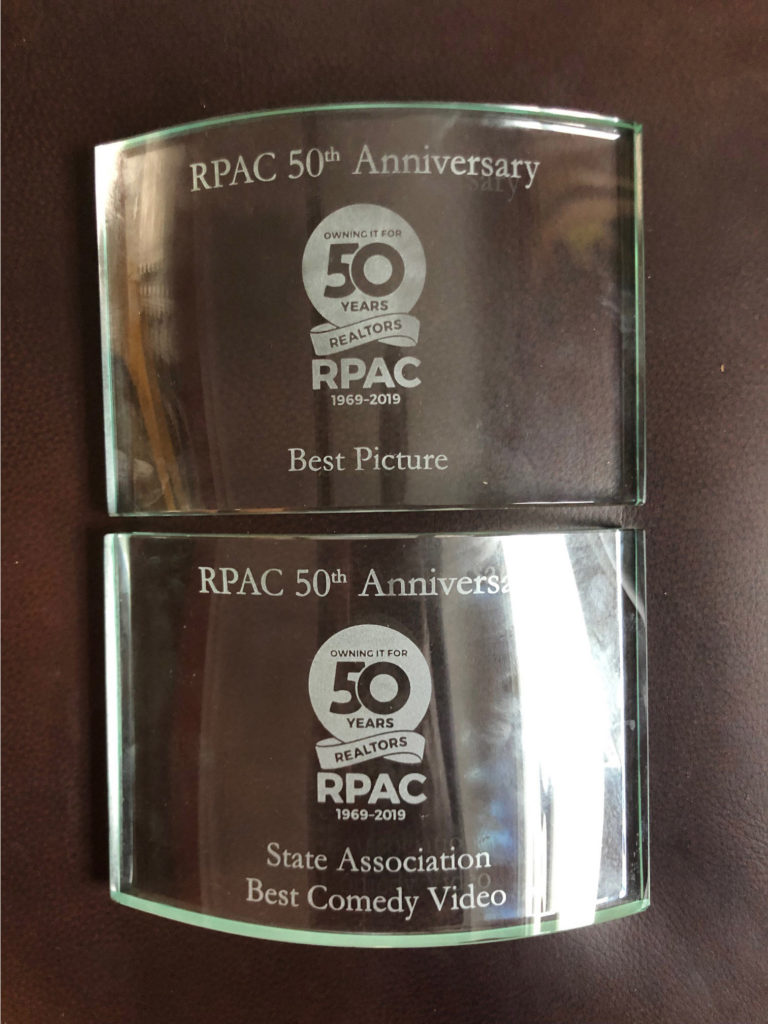 RPAC 50th Anniversary
OWNING IT FOR
50
YEARS
REALTORS
RPAC
1969-2019
Best Picture
RPAC 50th Anniversa
OWNING IT FOR
50
YEARS
REALTORS
RPAC
1969-2019
State Association
Best Comedy Video